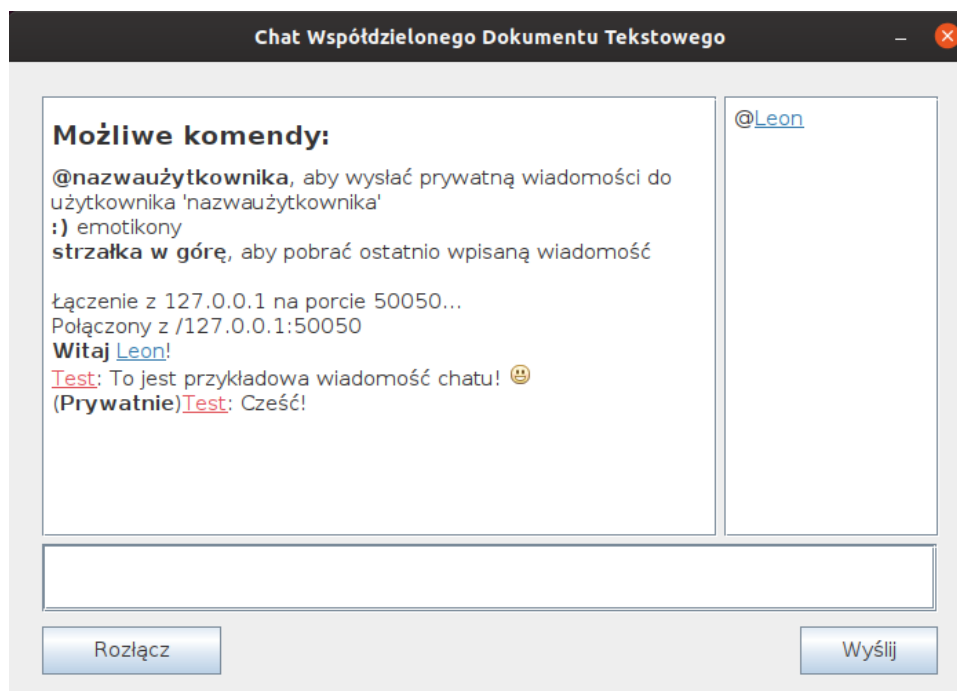 Chat Współdzielonego Dokumentu Tekstowego
Możliwe komendy:
@nazwaużytkownika, aby wysłać prywatną wiadomości do
użytkownika 'nazwaużytkownika'
:) emotikony
strzałka w górę, aby pobrać ostatnio wpisaną wiadomość
Łączenie z 127.0.0.1 na porcie 50050...
Połączony z /127.0.0.1:50050
Witaj Leon!
Test: To jest przykładowa wiadomość chatu! 😃
(Prywatnie)Test: Cześć!
@Leon
Rozłącz
Wyślij